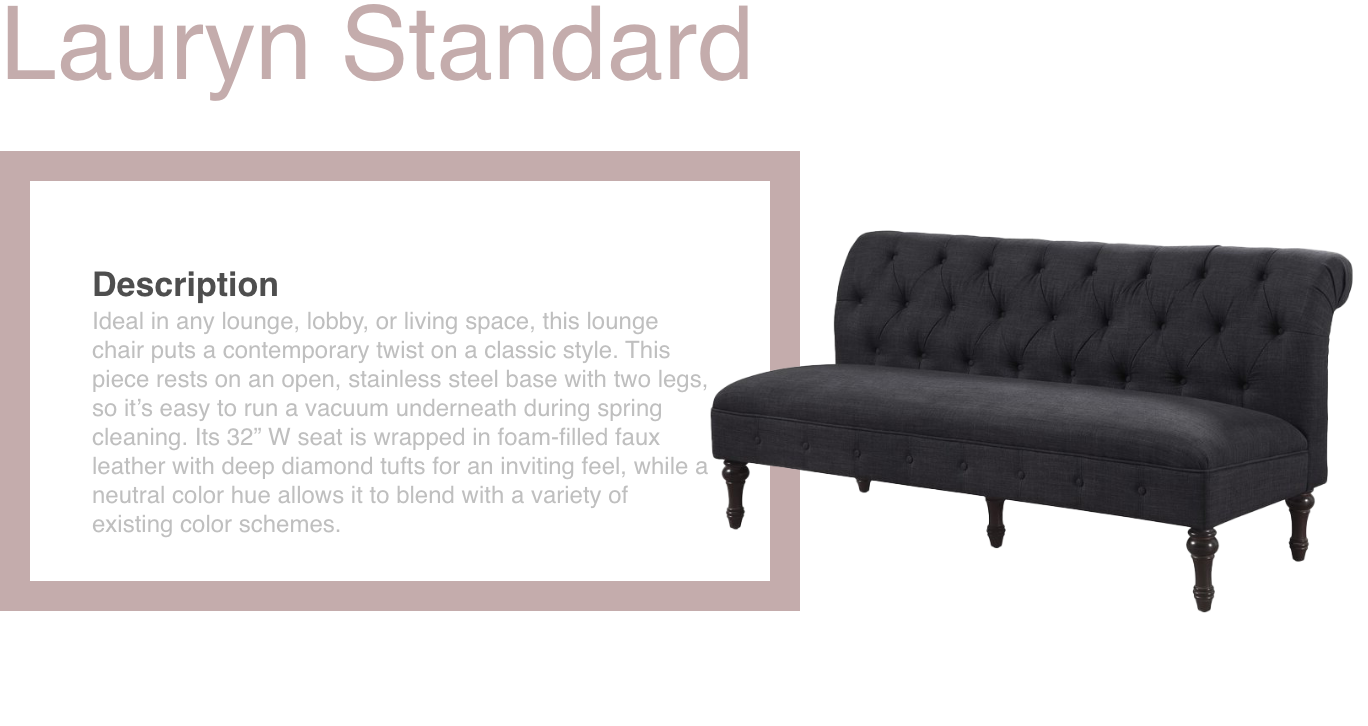 Lauryn Standard
Description
Ideal in any lounge, lobby, or living space, this lounge
chair puts a contemporary twist on a classic style. This
piece rests on an open, stainless steel base with two legs,
so it’s easy to run a vacuum underneath during spring
cleaning. Its 32” W seat is wrapped in foam-filled faux
leather with deep diamond tufts for an inviting feel, while a
neutral color hue allows it to blend with a variety of
existing color schemes.